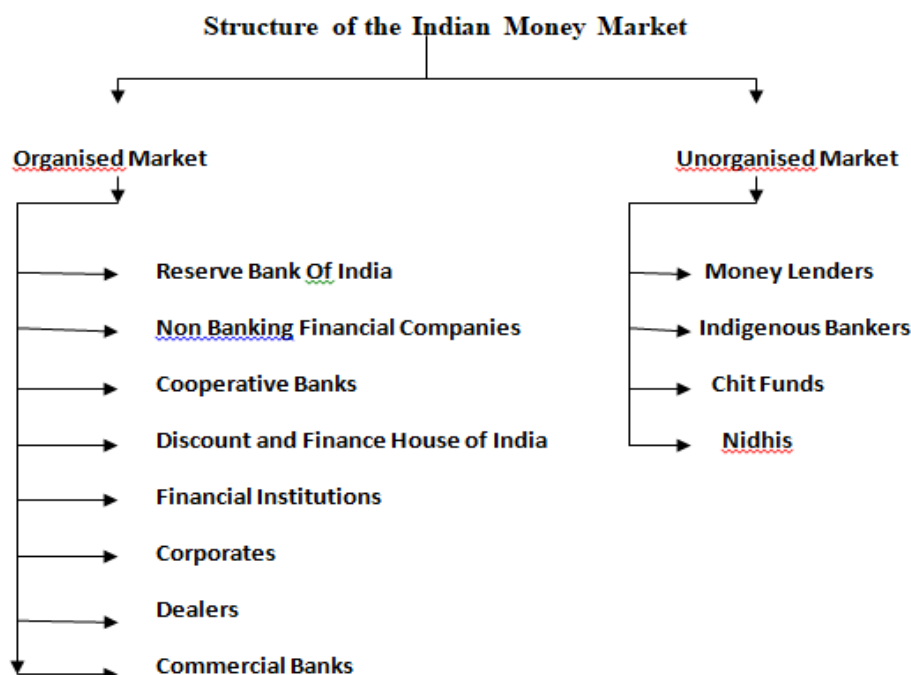 Structure of the Indian Money Market
Organised Market
Unorganised Market
Reserve Bank Of India
Non Banking Financial Companies
Cooperative Banks
Discount and Finance House of India
Financial Institutions
Corporates
Dealers
Commercial Banks
Money Lenders
Indigenous Bankers
Chit Funds
Nidhis